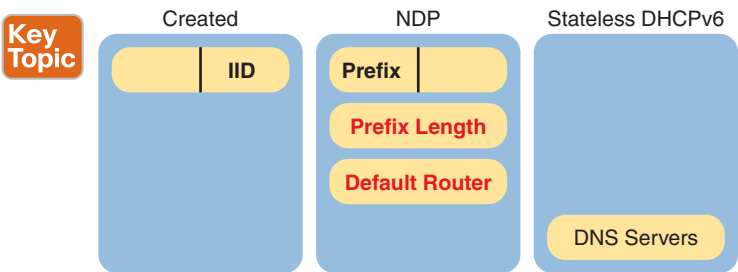 Key
Topic
Created
IID
NDP
Prefix
Prefix Length
Default Router
Stateless DHCPv6
DNS Servers